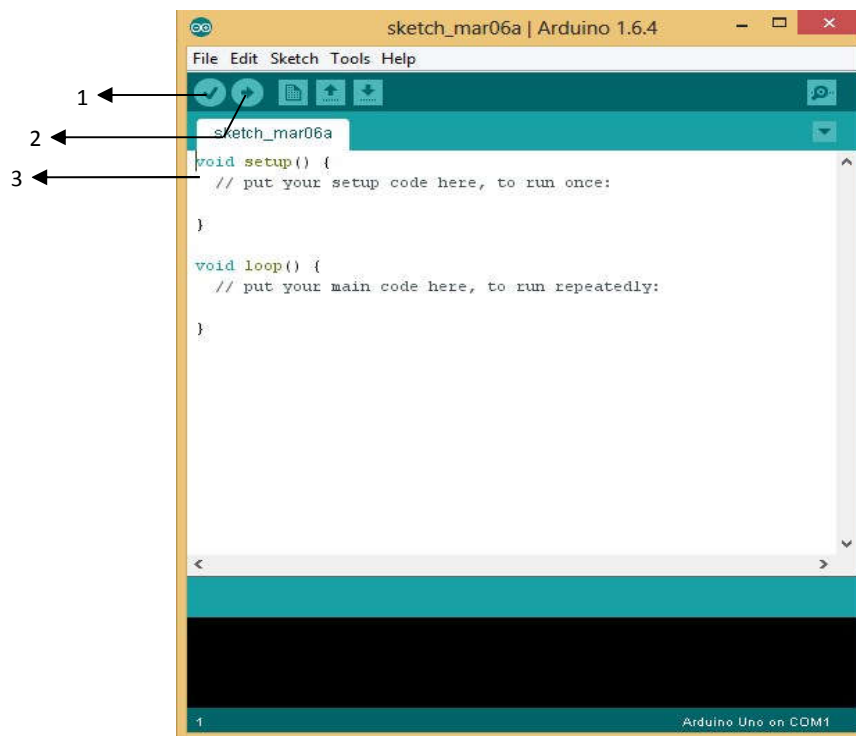 sketch_mar06a | Arduino 1.6.4
File Edit Sketch Tools Help
1
2
sketch_mar06a
3
void setup() {
// put your setup code here, to run once:
}
void loop() {
// put your main code here, to run repeatedly:
}
1 Arduino Uno on COM1